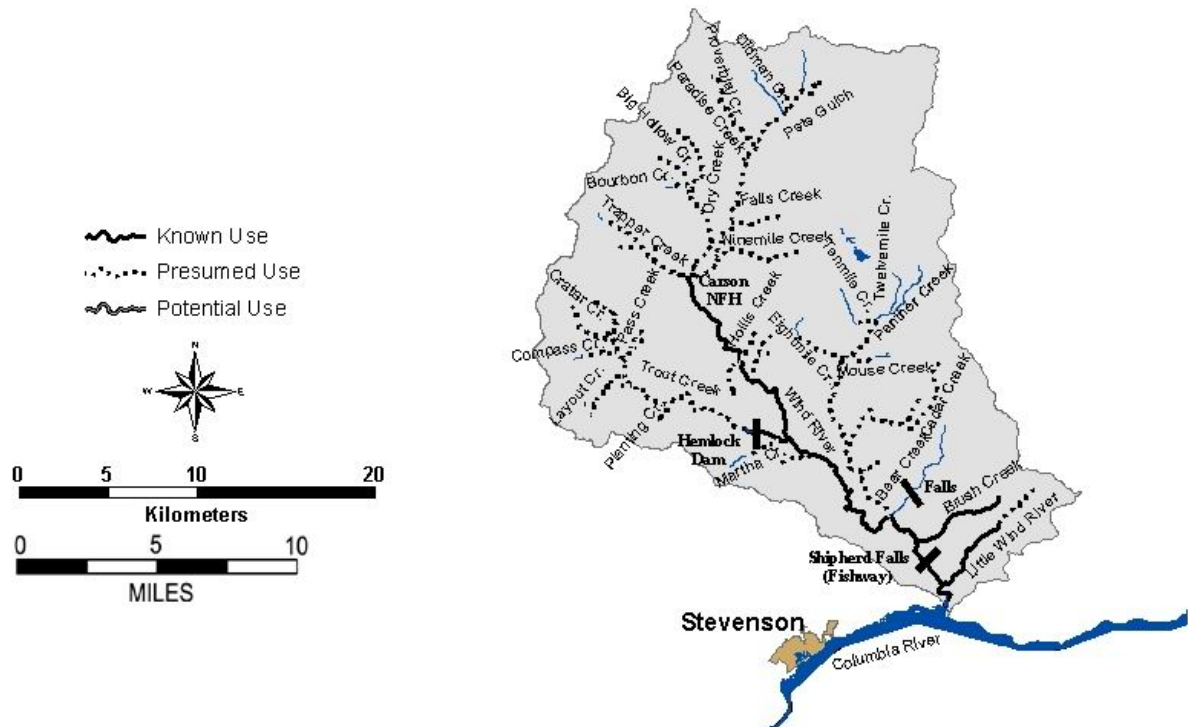 Known Use
Presumed Use
Potential Use
N
W
E
S
0 5 10 20
Kilometers
0 5 10
MILES
Oldman Cr.
Proverbial Cr.
Paradise Creek
Pete Gulch
Big Hollow Cr.
Dry Creek
Bourbon Cr.
Falls Creek
Trapper Creek
Ninemile Creek
Twelvemile Cr.
Tenmile Cr.
Carson
NFH
Panther Creek
Crater Cr.
Pass Creek
Hollis Creek
Eightmile Cr.
Compass Cr.
Mouse Creek
Layout Cr.
Trout Creek
Wind River
Cedar Creek
Planting Cr.
Hemlock
Dam
Martha Cr.
Bear Creek
Falls
Brush Creek
Little Wind River
Shipherd Falls
(Fishway)
Stevenson
Columbia River